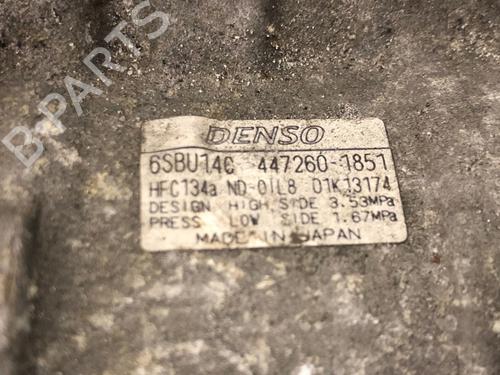 DENSO
6SBU14C 447260-1851
HFC134a ND-OIL8 01K13174
DESIGN HIGH SIDE 3.53MPa
PRESS. LOW SIDE 1.67MPa
MADE IN JAPAN